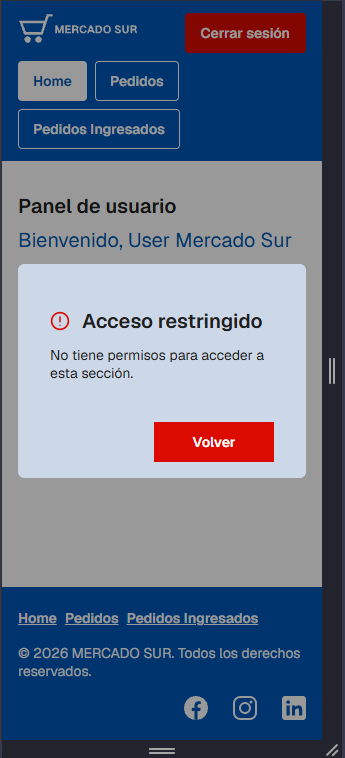 MERCADO SUR
Cerrar sesión
Home
Pedidos
Pedidos Ingresados
Panel de usuario
Bienvenido, User Mercado Sur
Acceso restringido
No tiene permisos para acceder a
esta sección.
Volver
Home Pedidos Pedidos Ingresados
© 2026 MERCADO SUR. Todos los derechos
reservados.